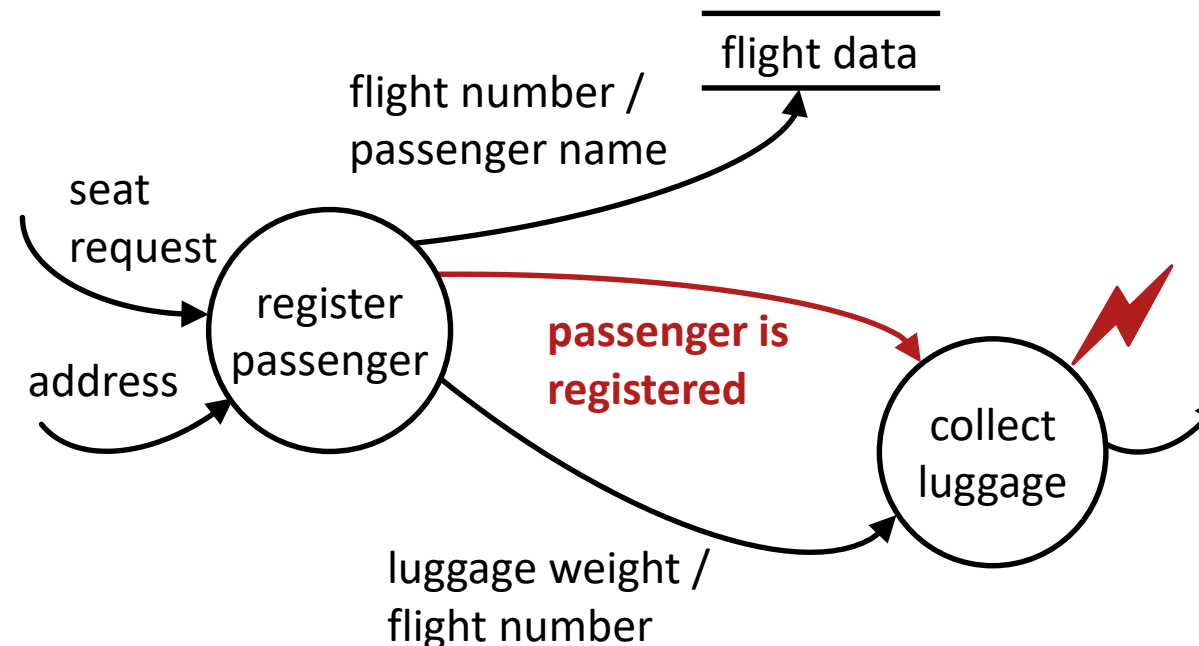 flight data
flight number /
passenger name
seat
request
register
passenger
passenger is
registered
address
collect
luggage
luggage weight /
flight number